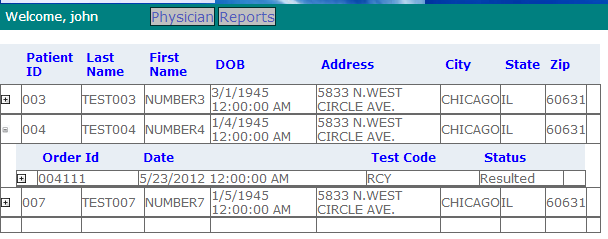 Welcome, john Physician Reports
Patient ID Last Name First Name DOB Address City State Zip
003 TEST003 NUMBER3 3/1/1945 12:00:00 AM 5833 N.WEST CIRCLE AVE. CHICAGO IL 60631
004 TEST004 NUMBER4 1/4/1945 12:00:00 AM 5833 N.WEST CIRCLE AVE. CHICAGO IL 60631
Order Id Date Test Code Status
004111 5/23/2012 12:00:00 AM RCY Resulted
007 TEST007 NUMBER7 1/5/1945 12:00:00 AM 5833 N.WEST CIRCLE AVE. CHICAGO IL 60631